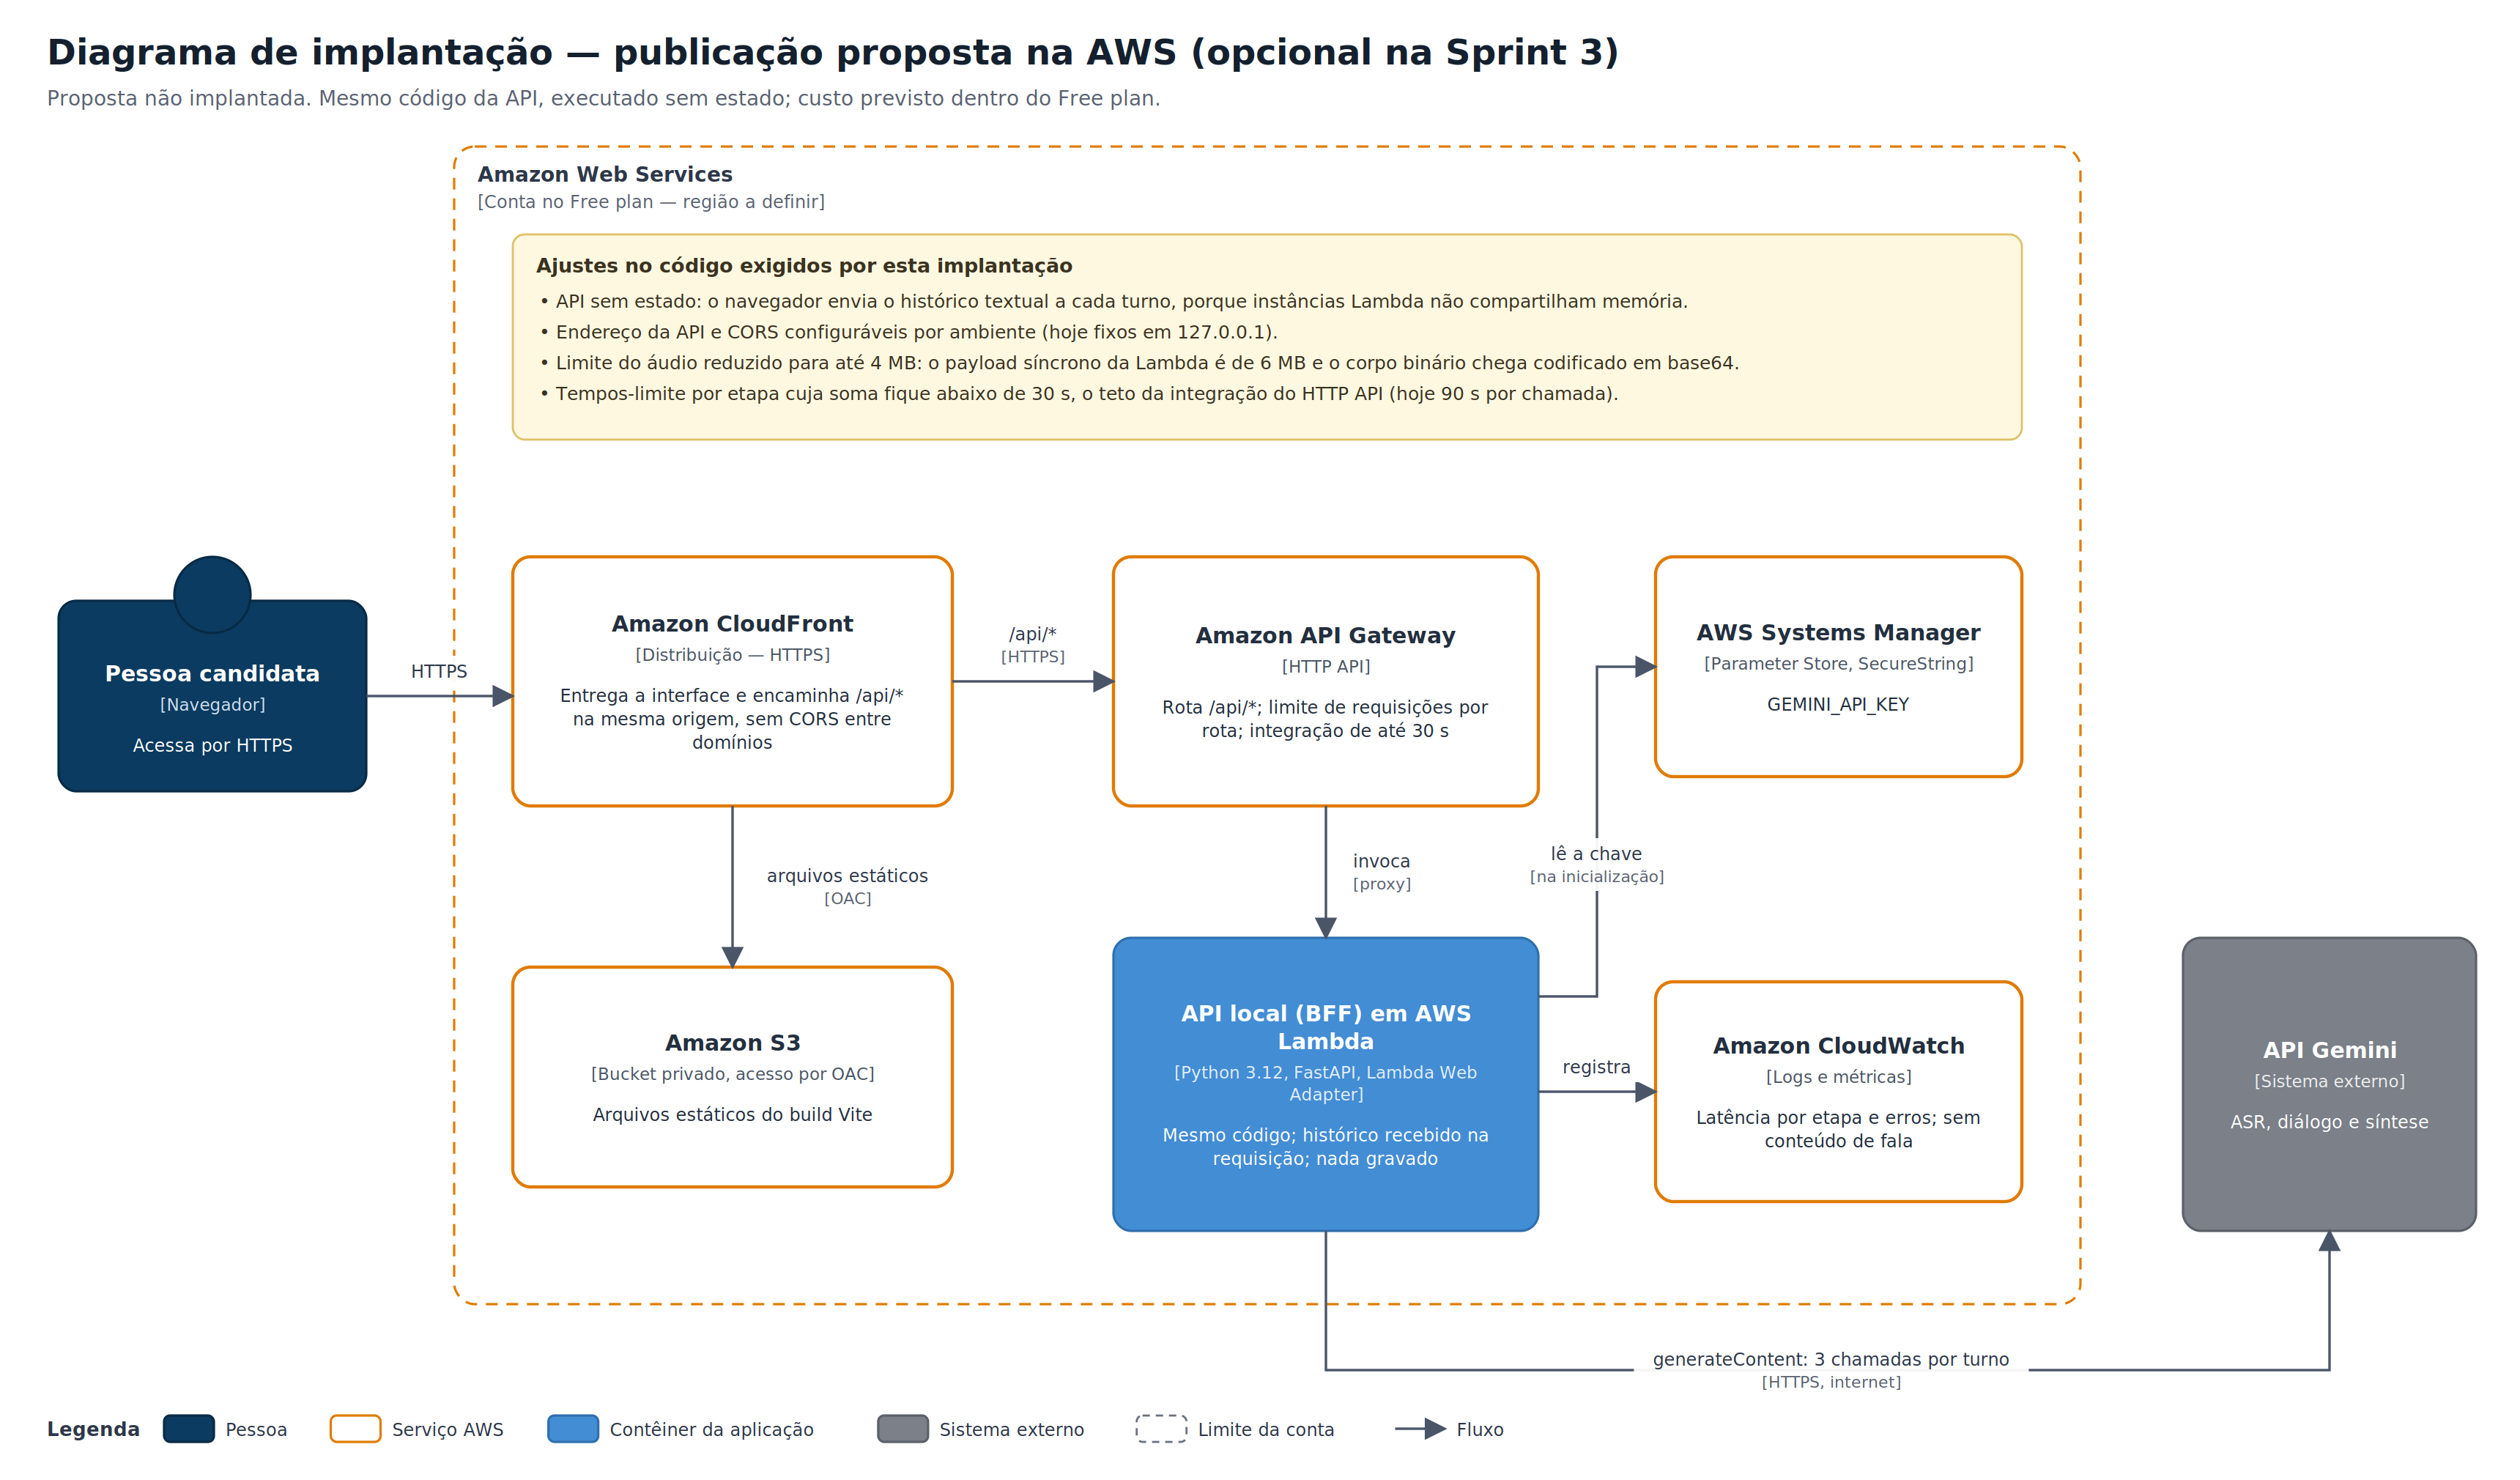 Diagrama de implantação — publicação proposta na AWS (opcional na Sprint 3)
Proposta não implantada. Mesmo código da API, executado sem estado; custo previsto dentro do Free plan.
Amazon Web Services
[Conta no Free plan — região a definir]
Ajustes no código exigidos por esta implantação
• API sem estado: o navegador envia o histórico textual a cada turno, porque instâncias Lambda não compartilham memória.
• Endereço da API e CORS configuráveis por ambiente (hoje fixos em 127.0.0.1).
• Limite do áudio reduzido para até 4 MB: o payload síncrono da Lambda é de 6 MB e o corpo binário chega codificado em base64.
• Tempos-limite por etapa cuja soma fique abaixo de 30 s, o teto da integração do HTTP API (hoje 90 s por chamada).
Pessoa candidata
[Navegador]
Acessa por HTTPS
HTTPS
Amazon CloudFront
[Distribuição — HTTPS]
Entrega a interface e encaminha /api/*
na mesma origem, sem CORS entre
domínios
/api/*
[HTTPS]
Amazon API Gateway
[HTTP API]
Rota /api/*; limite de requisições por
rota; integração de até 30 s
AWS Systems Manager
[Parameter Store, SecureString]
GEMINI_API_KEY
arquivos estáticos
[OAC]
invoca
[proxy]
lê a chave
[na inicialização]
Amazon S3
[Bucket privado, acesso por OAC]
Arquivos estáticos do build Vite
API local (BFF) em AWS
Lambda
[Python 3.12, FastAPI, Lambda Web
Adapter]
Mesmo código; histórico recebido na
requisição; nada gravado
registra
Amazon CloudWatch
[Logs e métricas]
Latência por etapa e erros; sem
conteúdo de fala
API Gemini
[Sistema externo]
ASR, diálogo e síntese
generateContent: 3 chamadas por turno
[HTTPS, internet]
Legenda
Pessoa
Serviço AWS
Contêiner da aplicação
Sistema externo
Limite da conta
Fluxo